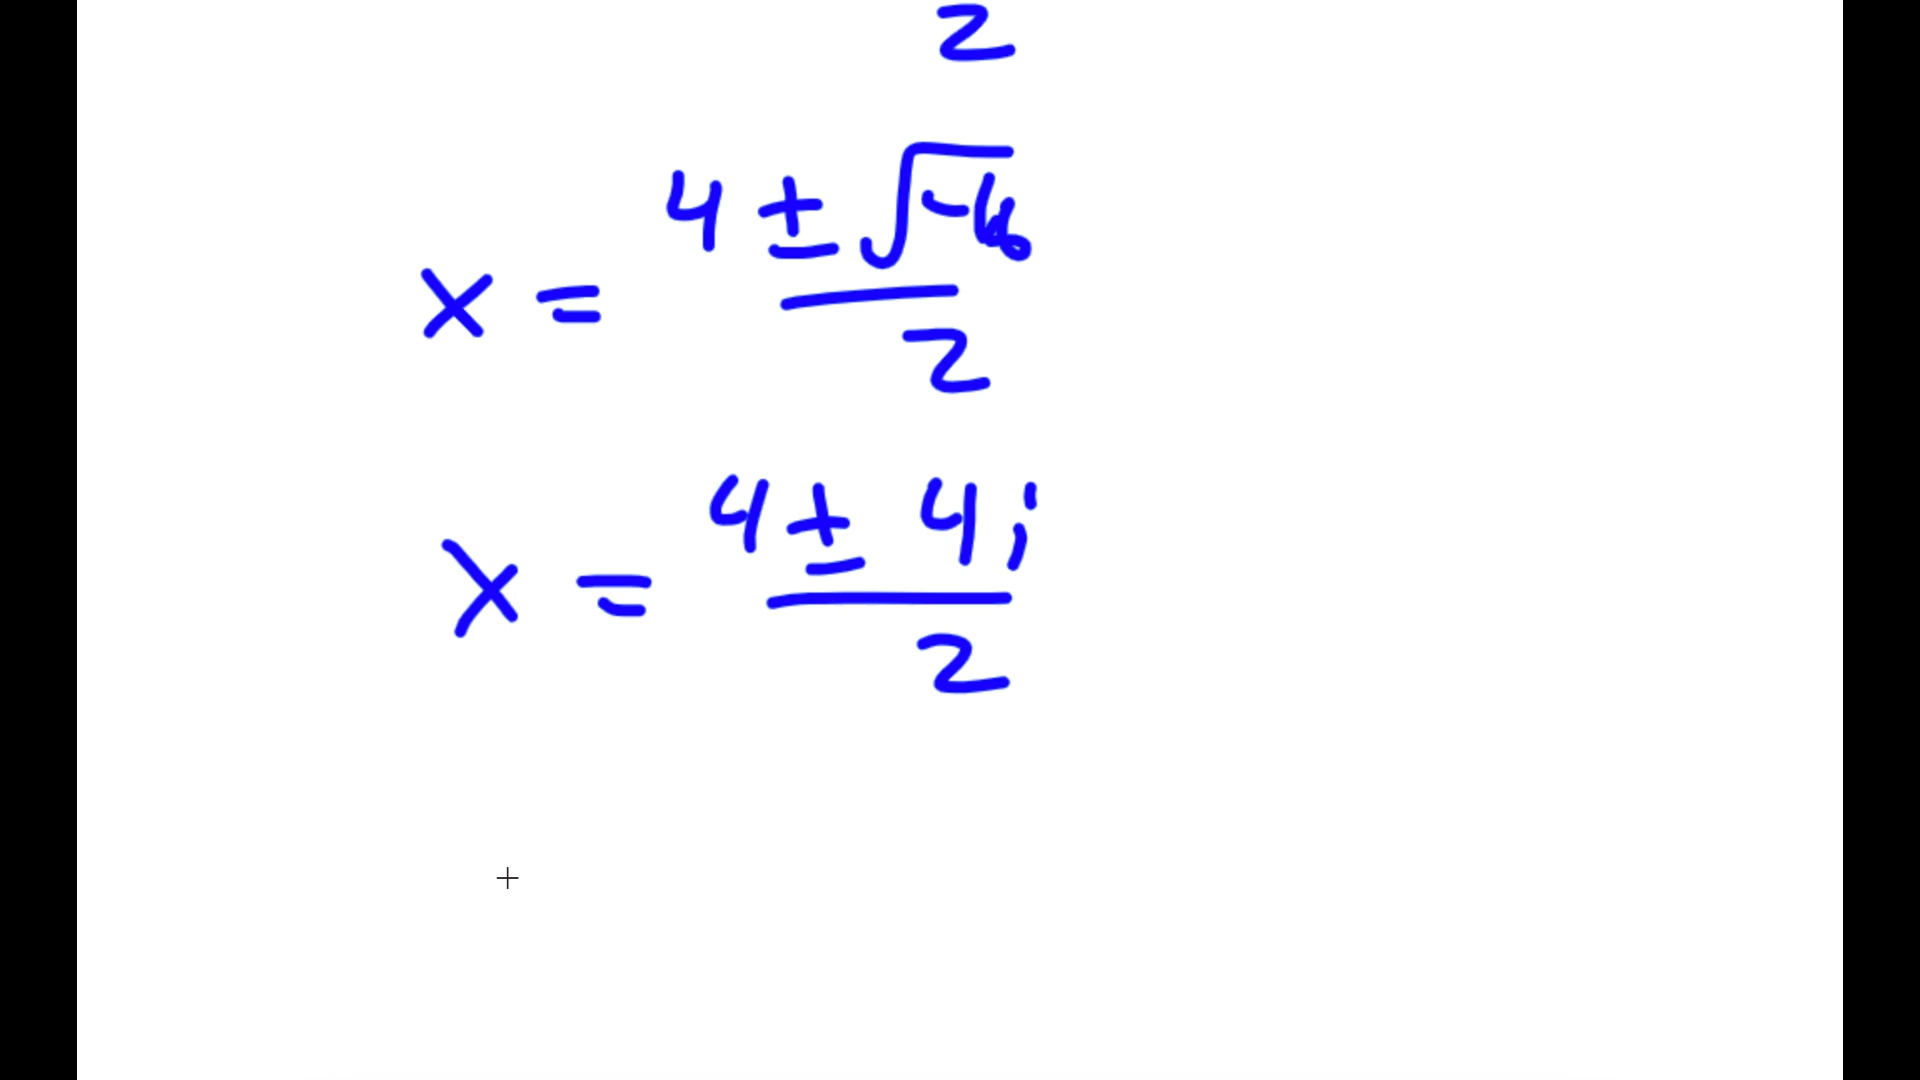 2
x = 4 ± √-16
2
x = 4 ± 4i
2